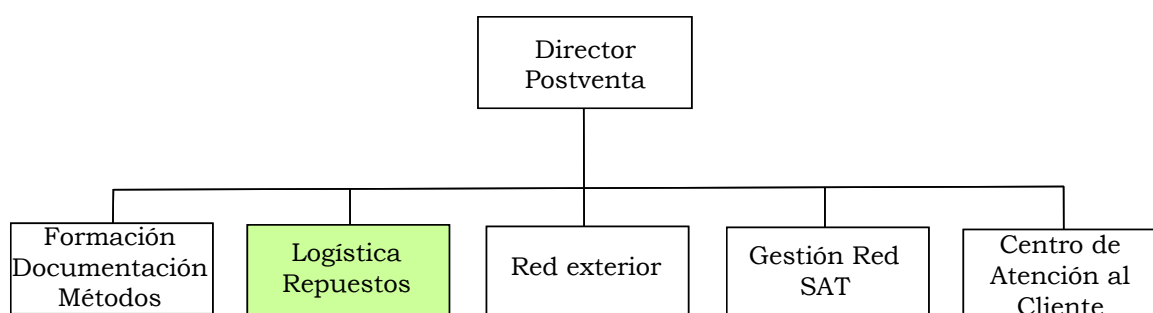 Director
Postventa
Formación
Documentación
Métodos
Logística
Repuestos
Red exterior
Gestión Red
SAT
Centro de
Atención al
Cliente